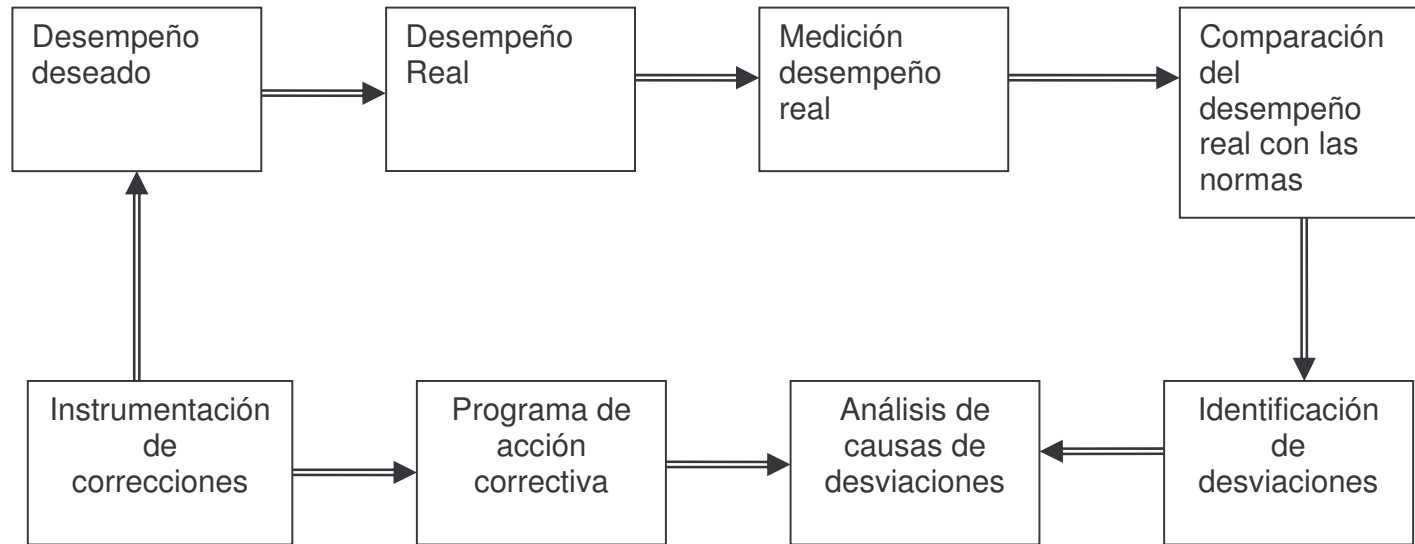 Desempeño
deseado
Desempeño
Real
Medición
desempeño
real
Comparación
del
desempeño
real con las
normas
Instrumentación
de
correcciones
Programa de
acción
correctiva
Análisis de
causas de
desviaciones
Identificación
de
desviaciones